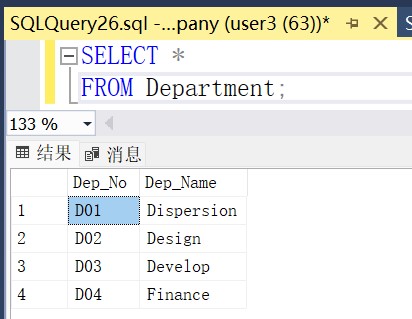 SQLQuery26.sql -...pany (user3 (63))*
SELECT *
FROM Department;
133 %
结果 消息
Dep_No Dep_Name
1 D01 Dispersion
2 D02 Design
3 D03 Develop
4 D04 Finance